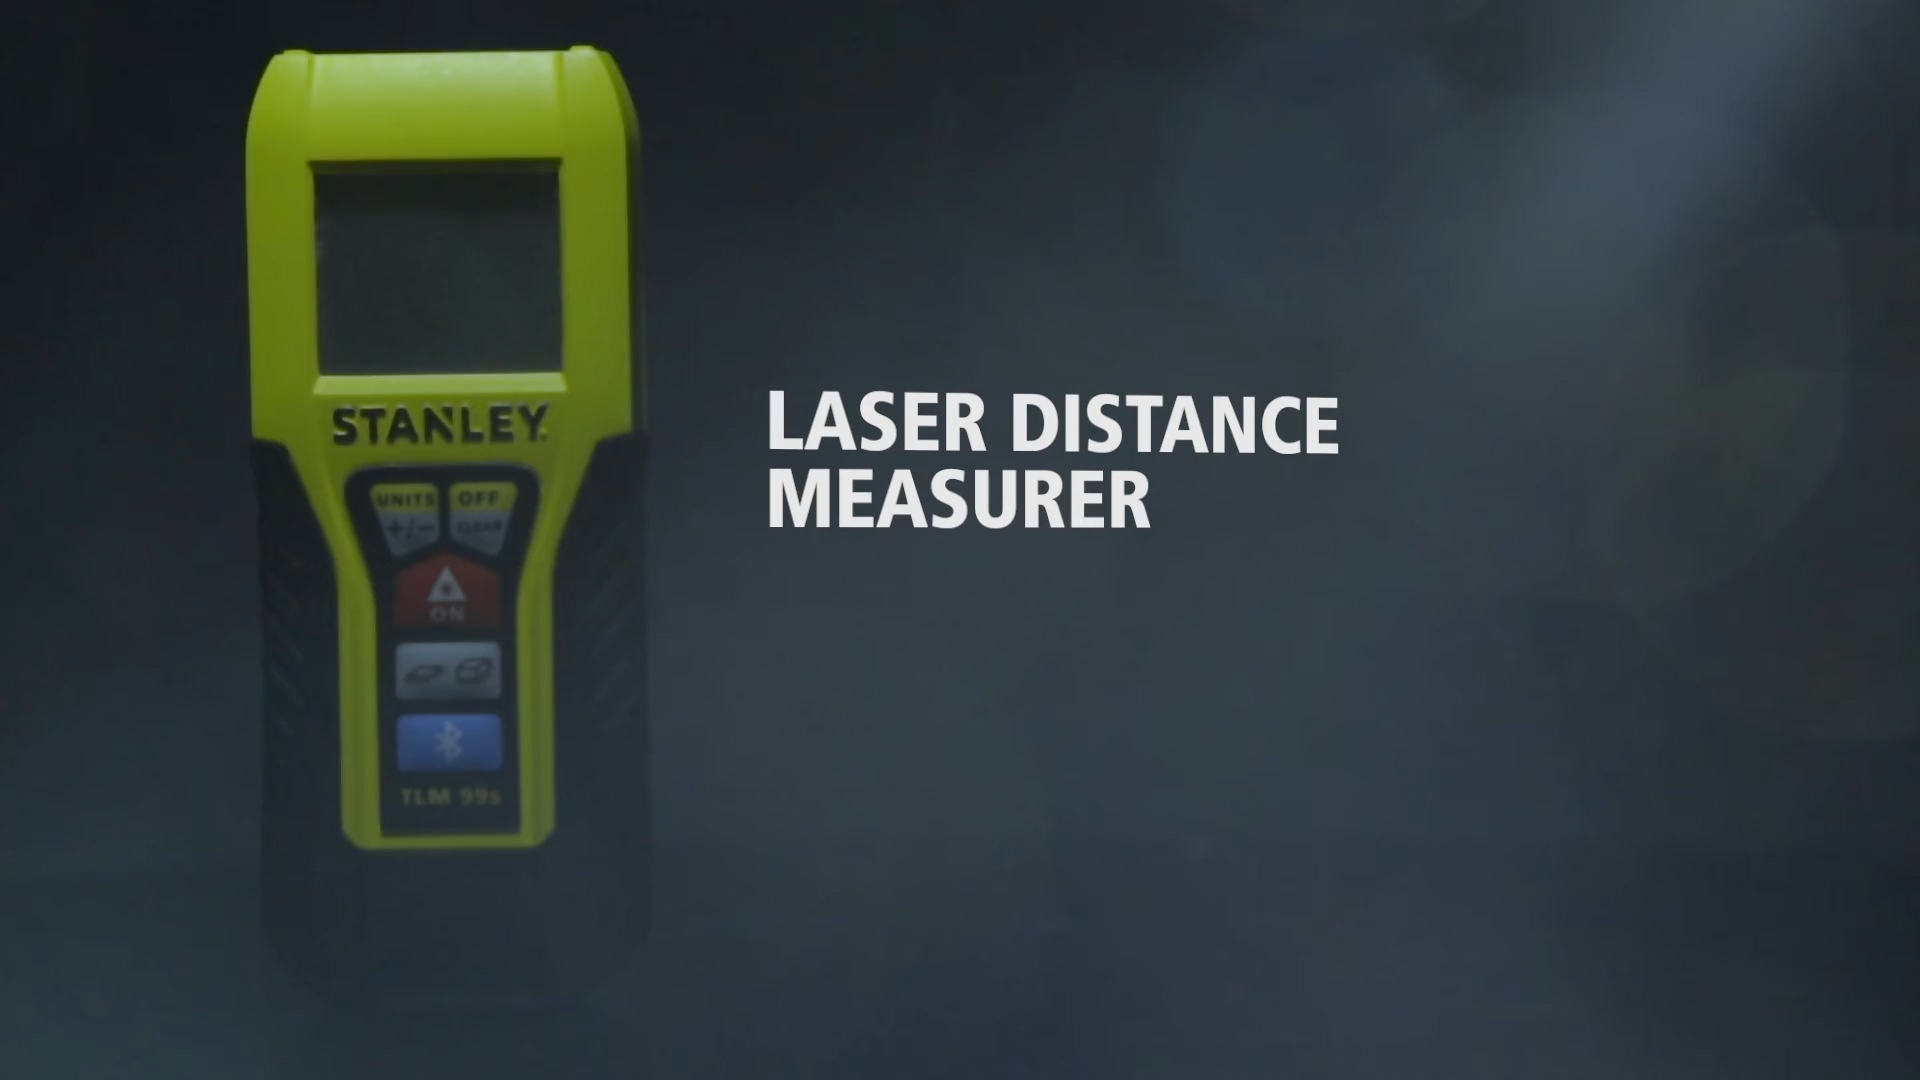 STANLEY.
UNITS OFF
+/- CLEAR
ON
TLM 99s
LASER DISTANCE
MEASURER